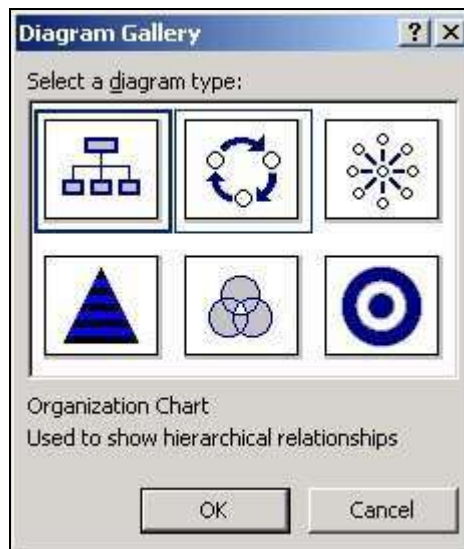 Diagram Gallery
Select a diagram type:
Organization Chart
Used to show hierarchical relationships
OK Cancel